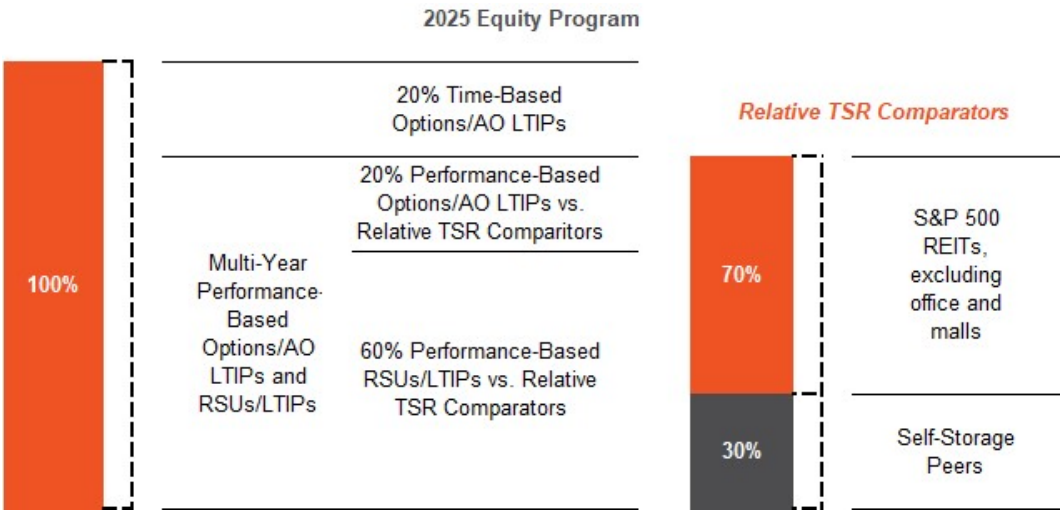 2025 Equity Program
100%
20% Time-Based
Options/AO LTIPs
Multi-Year
Performance-
Based
Options/AO
LTIPs and
RSUs/LTIPs
20% Performance-Based
Options/AO LTIPs vs.
Relative TSR Comparitors
60% Performance-Based
RSUs/LTIPs vs. Relative
TSR Comparators
Relative TSR Comparators
70%
S&P 500
REITs,
excluding
office and
malls
30%
Self-Storage
Peers